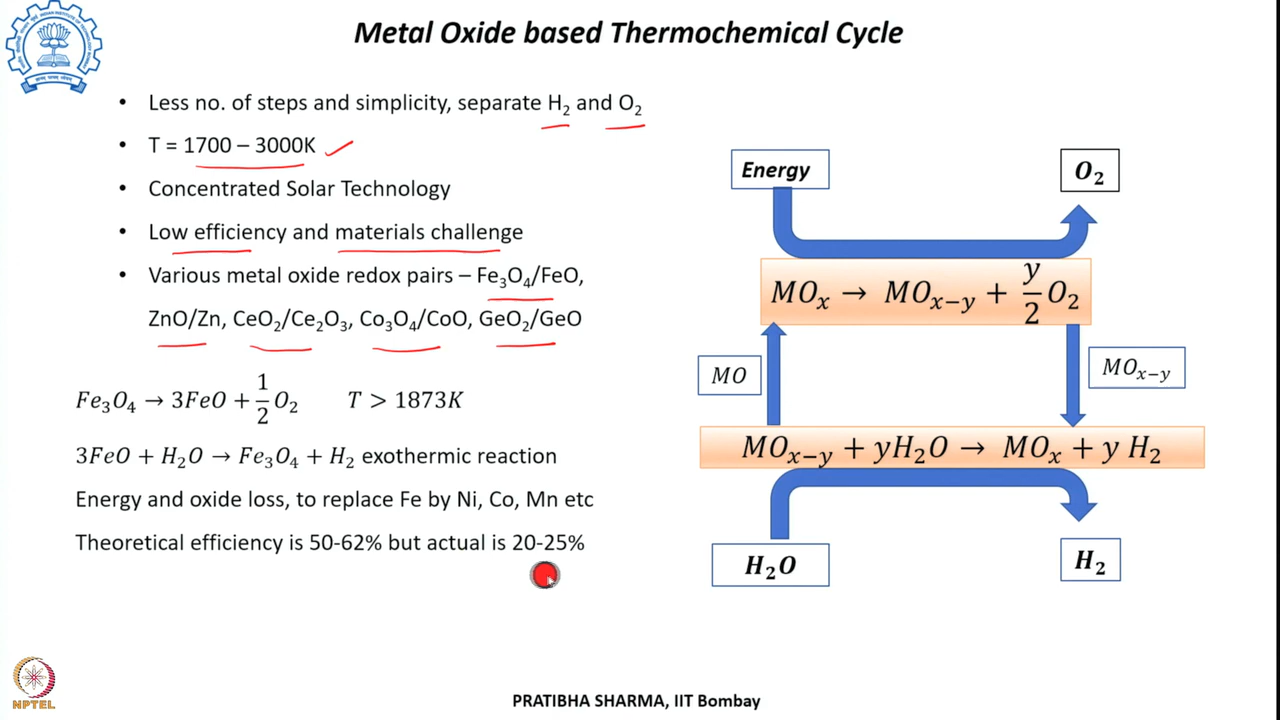 Metal Oxide based Thermochemical Cycle
• Less no. of steps and simplicity, separate H₂ and O₂
• T = 1700 – 3000K
• Concentrated Solar Technology
• Low efficiency and materials challenge
• Various metal oxide redox pairs – Fe₃O₄/FeO,
ZnO/Zn, CeO₂/Ce₂O₃, Co₃O₄/CoO, GeO₂/GeO
Fe₃O₄ → 3FeO + 1/2 O₂ T > 1873K
3FeO + H₂O → Fe₃O₄ + H₂ exothermic reaction
Energy and oxide loss, to replace Fe by Ni, Co, Mn etc
Theoretical efficiency is 50-62% but actual is 20-25%
Energy
O₂
MOₓ → MOₓ₋y + y/2 O₂
MO
MOₓ₋y
MOₓ₋y + yH₂O → MOₓ + y H₂
H₂O
H₂
NPTEL
PRATIBHA SHARMA, IIT Bombay